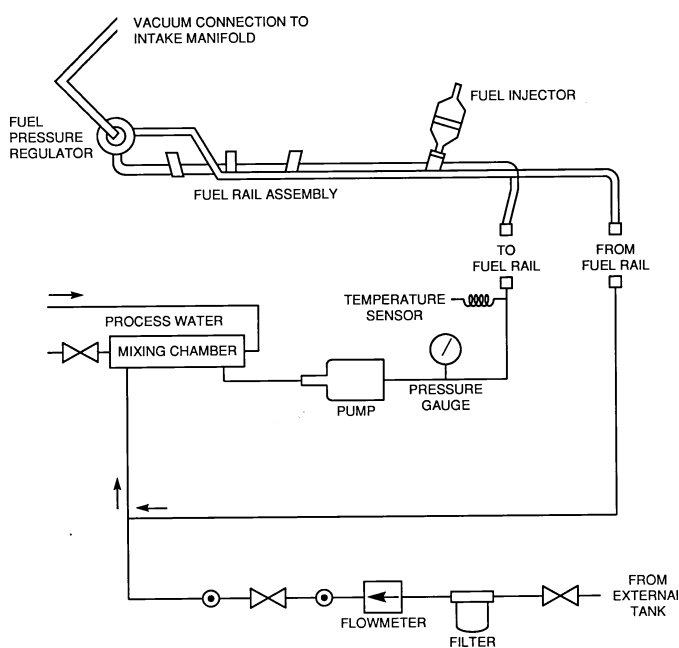 VACUUM CONNECTION TO
INTAKE MANIFOLD
FUEL INJECTOR
FUEL
PRESSURE
REGULATOR
FUEL RAIL ASSEMBLY
TO
FUEL RAIL
FROM
FUEL RAIL
TEMPERATURE
SENSOR
PROCESS WATER
MIXING CHAMBER
PUMP
PRESSURE
GAUGE
FROM
EXTERNAL
TANK
FLOWMETER
FILTER